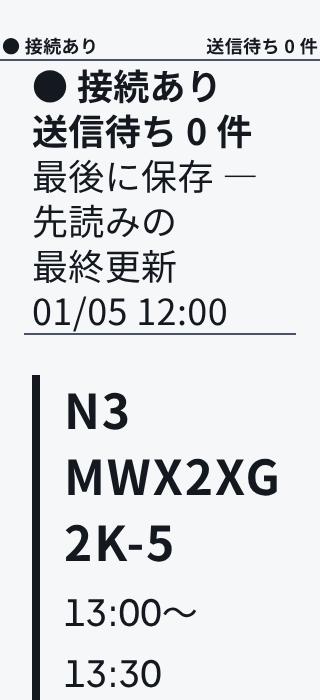 ● 接続あり 送信待ち 0 件
● 接続あり
送信待ち 0 件
最後に保存 —
先読みの
最終更新
01/05 12:00
N3
MWX2XG
2K-5
13:00〜
13:30